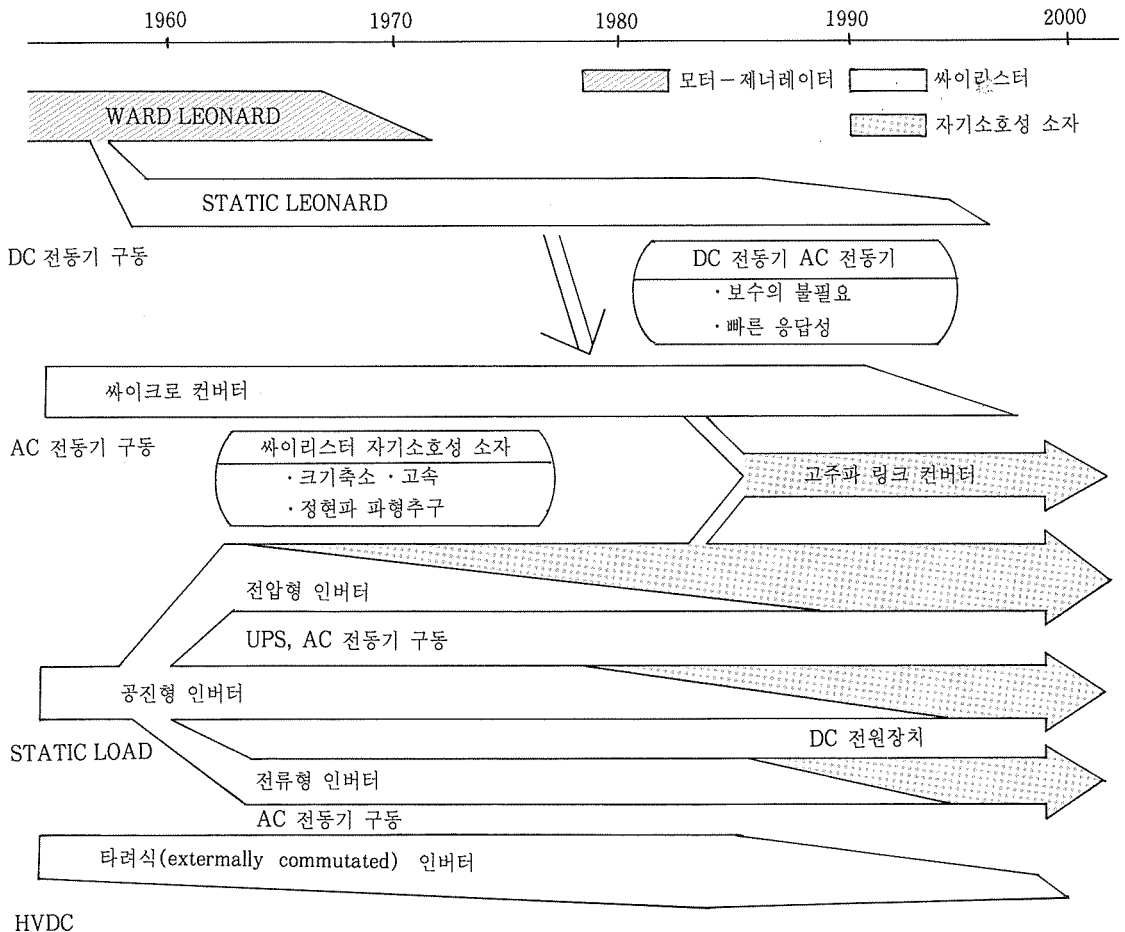 1960 1970 1980 1990 2000
모터-제너레이터 싸이리스터
자기소호성 소자
WARD LEONARD
STATIC LEONARD
DC 전동기 구동
DC 전동기 AC 전동기
·보수의 불필요
·빠른 응답성
싸이크로 컨버터
AC 전동기 구동
싸이리스터 자기소호성 소자
·크기축소 ·고속
·정현파 파형추구
고주파 링크 컨버터
전압형 인버터
UPS, AC 전동기 구동
공진형 인버터
STATIC LOAD
DC 전원장치
전류형 인버터
AC 전동기 구동
타려식(extermally commutated) 인버터
HVDC